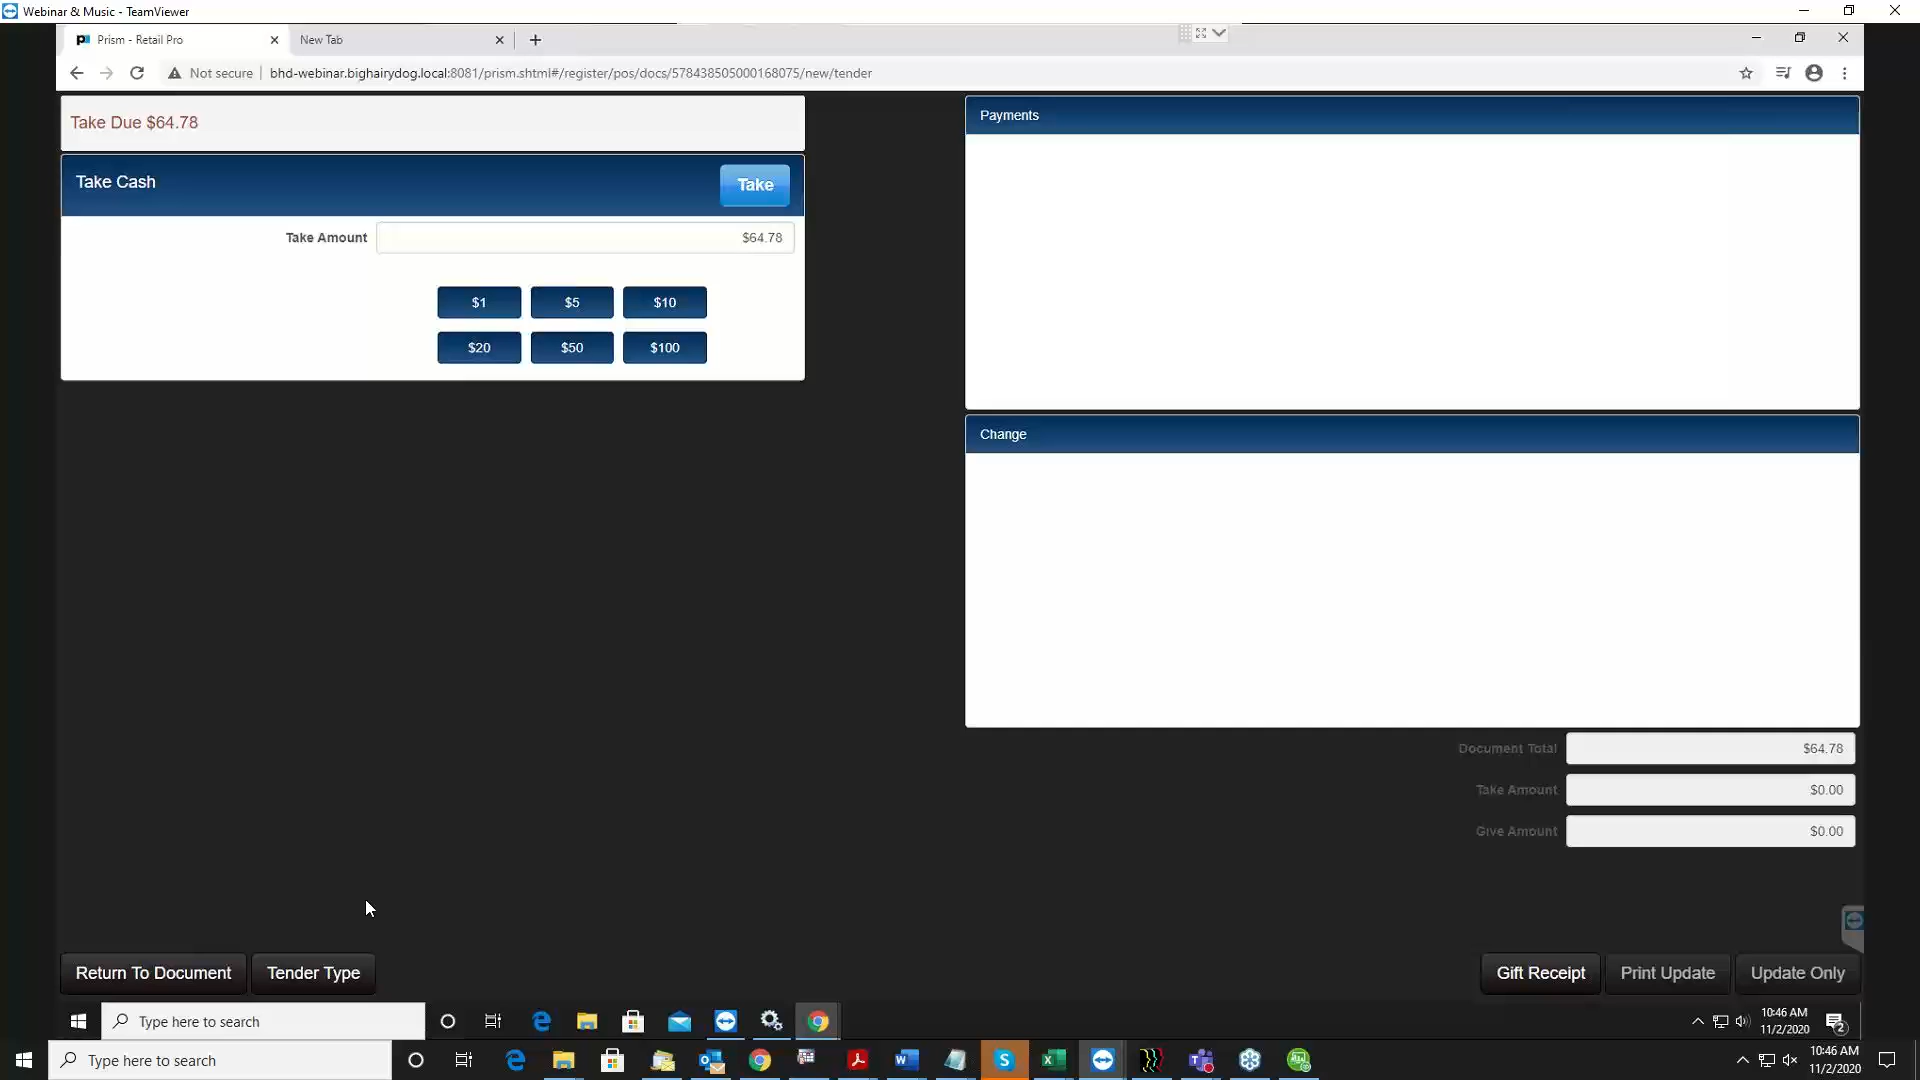 Webinar & Music - TeamViewer
Prism - Retail Pro
New Tab
Not secure
bhd-webinar.bighairydog.local:8081/prism.shtml#/register/pos/docs/578438505000168075/new/tender
Take Due $64.78
Take Cash
Take
Take Amount
$64.78
$1
$5
$10
$20
$50
$100
Payments
Change
Document Total
$64.78
Take Amount
$0.00
Give Amount
$0.00
Return To Document
Tender Type
Gift Receipt
Print Update
Update Only
Type here to search
10:46 AM
11/2/2020
2
Type here to search
10:46 AM
11/2/2020